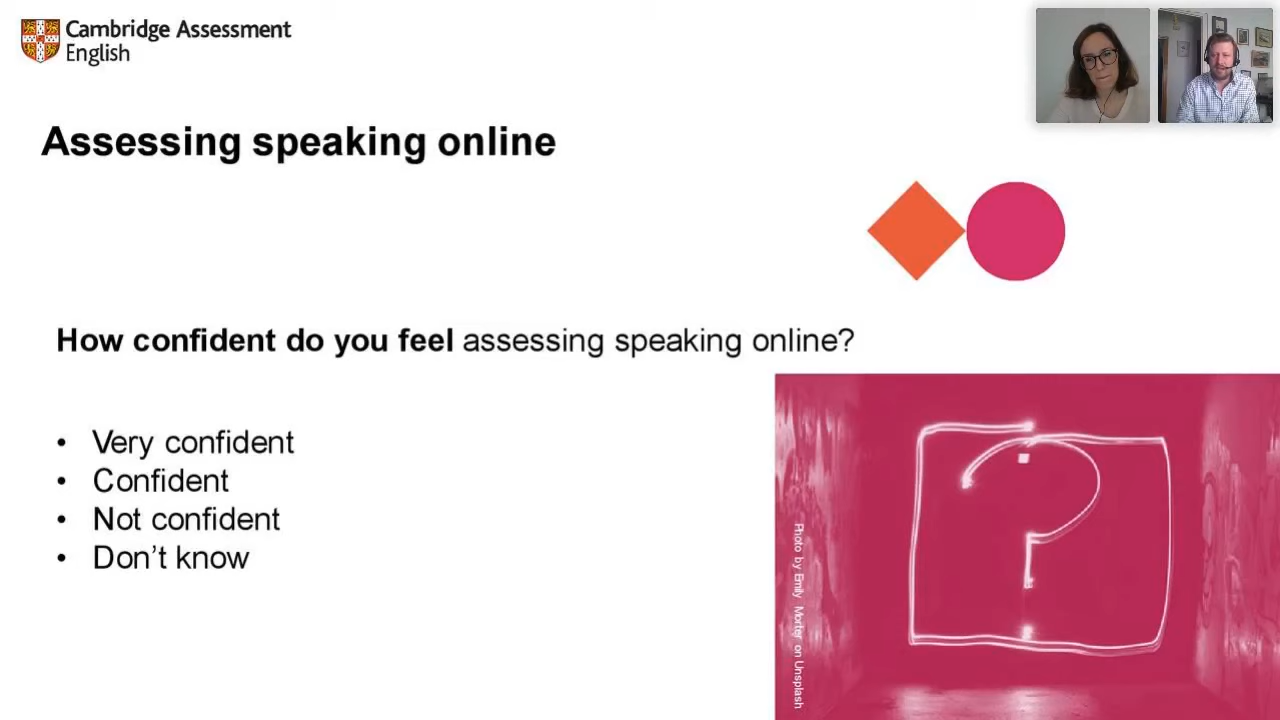 Cambridge Assessment
English
Assessing speaking online
How confident do you feel assessing speaking online?
• Very confident
• Confident
• Not confident
• Don't know
Photo by Emily Morter on Unsplash